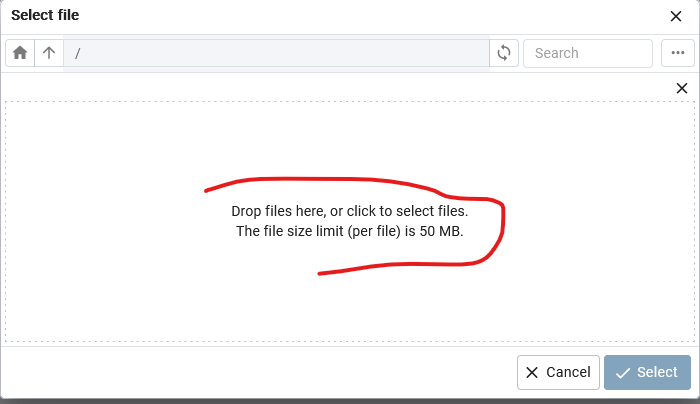 Select file
/
Search
Drop files here, or click to select files.
The file size limit (per file) is 50 MB.
Cancel
Select